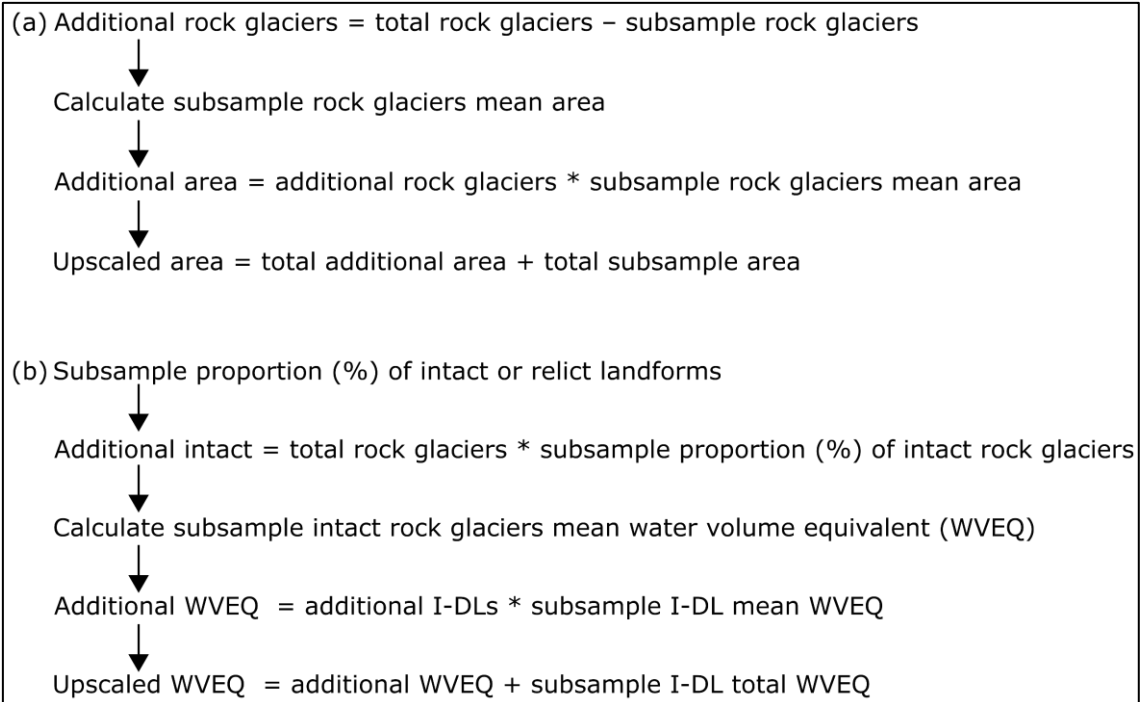 (a) Additional rock glaciers = total rock glaciers – subsample rock glaciers
Calculate subsample rock glaciers mean area
Additional area = additional rock glaciers * subsample rock glaciers mean area
Upscaled area = total additional area + total subsample area
(b) Subsample proportion (%) of intact or relict landforms
Additional intact = total rock glaciers * subsample proportion (%) of intact rock glaciers
Calculate subsample intact rock glaciers mean water volume equivalent (WVEQ)
Additional WVEQ = additional I-DLs * subsample I-DL mean WVEQ
Upscaled WVEQ = additional WVEQ + subsample I-DL total WVEQ